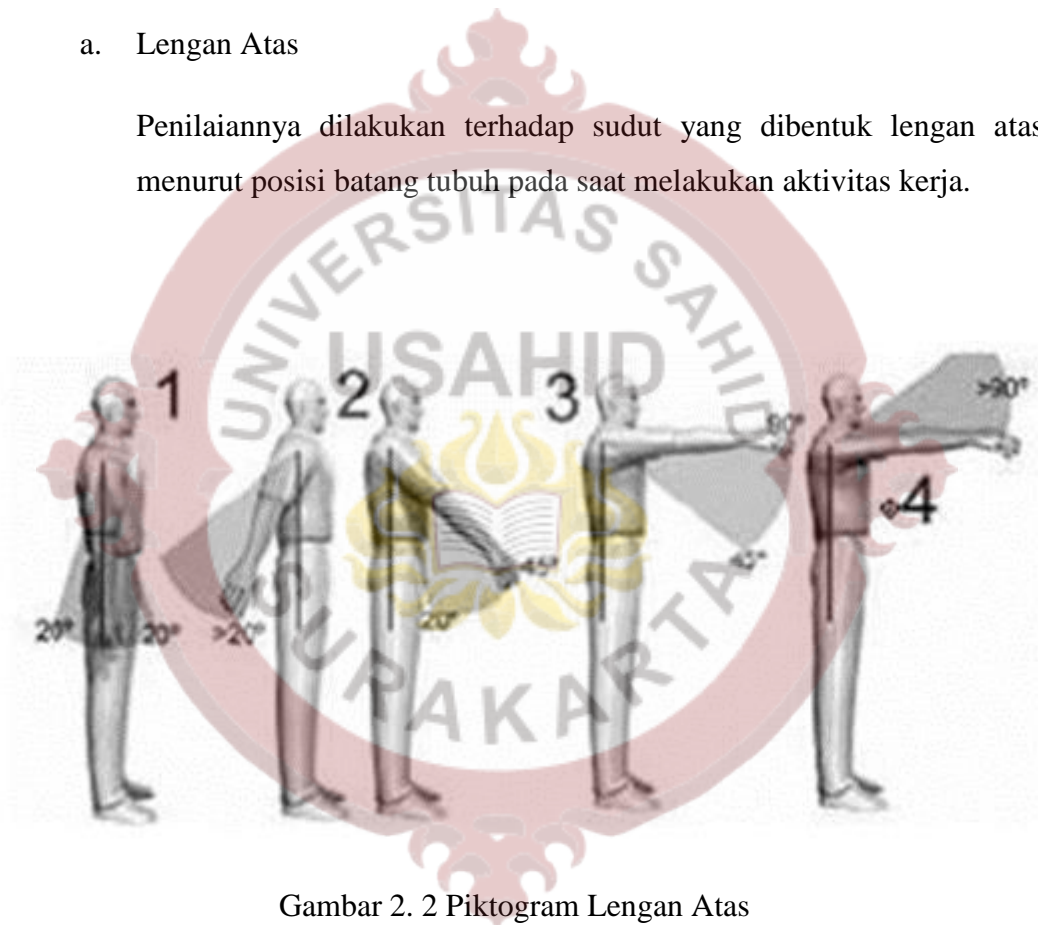 a. Lengan Atas
Penilaiannya dilakukan terhadap sudut yang dibentuk lengan atas
menurut posisi batang tubuh pada saat melakukan aktivitas kerja.
UNIVERSITAS SAHID
USAHID
1 2 3 4
20° 20° >20° 20° 45° 90° 45° >90°
SURAKARTA
Gambar 2. 2 Piktogram Lengan Atas